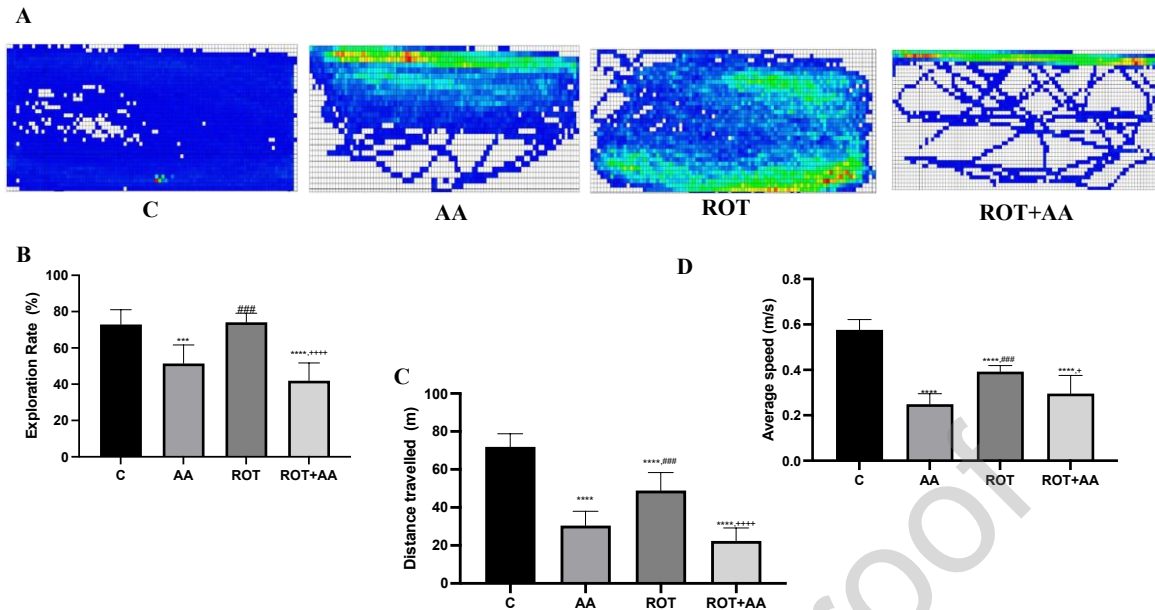 A
C
AA
ROT
ROT+AA
B
Exploration Rate (%)
100
80
60
40
20
0
***
###
****,++++
C
AA
ROT
ROT+AA
C
Distance travelled (m)
100
80
60
40
20
0
****
****,###
****,++++
C
AA
ROT
ROT+AA
D
Average speed (m/s)
0.8
0.6
0.4
0.2
0.0
****
****,###
****,+
C
AA
ROT
ROT+AA
roof